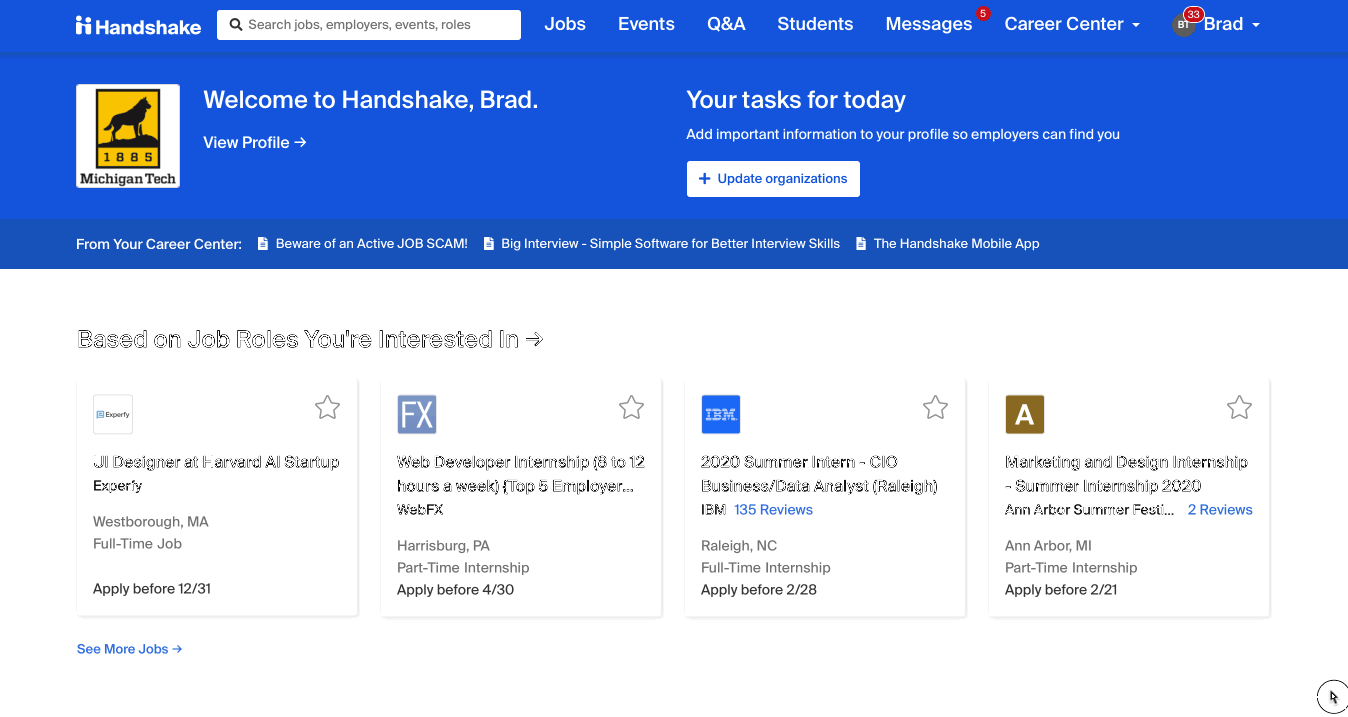 Handshake
Search jobs, employers, events, roles
Jobs
Events
Q&A
Students
Messages
5
Career Center
BT
33
Brad
1885
Michigan Tech
Welcome to Handshake, Brad.
View Profile →
Your tasks for today
Add important information to your profile so employers can find you
+ Update organizations
From Your Career Center:
Beware of an Active JOB SCAM!
Big Interview - Simple Software for Better Interview Skills
The Handshake Mobile App
Based on Job Roles You're Interested In →
Experfy
UI Designer at Harvard AI Startup
Experfy
Westborough, MA
Full-Time Job
Apply before 12/31
FX
Web Developer Internship (8 to 12
hours a week) {Top 5 Employer...
WebFX
Harrisburg, PA
Part-Time Internship
Apply before 4/30
IBM
2020 Summer Intern - CIO
Business/Data Analyst (Raleigh)
IBM 135 Reviews
Raleigh, NC
Full-Time Internship
Apply before 2/28
A
Marketing and Design Internship
- Summer Internship 2020
Ann Arbor Summer Festi... 2 Reviews
Ann Arbor, MI
Part-Time Internship
Apply before 2/21
See More Jobs →